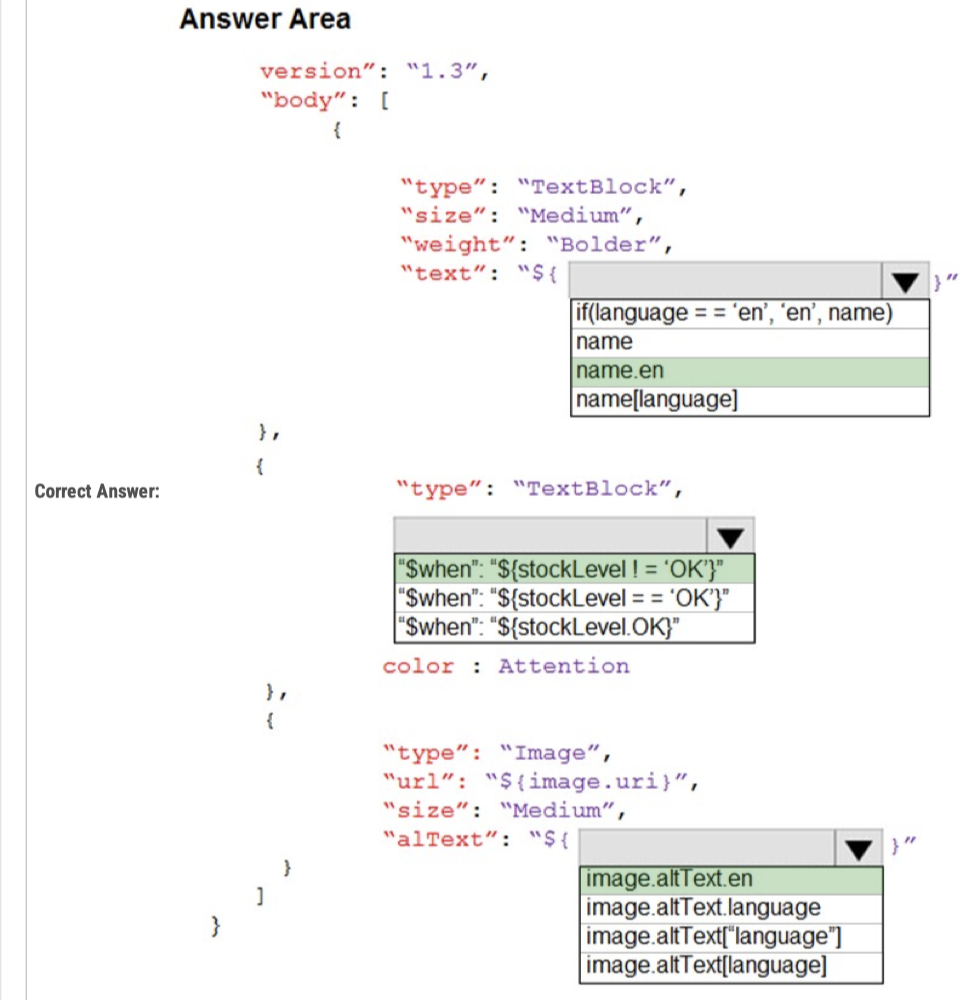 Answer Area
version”: “1.3”,
“body”: [
{
“type”: “TextBlock”,
“size”: “Medium”,
“weight”: “Bolder”,
“text”: “${ }”
if(language = = ‘en’, ‘en’, name)
name
name.en
name[language]
},
{
Correct Answer:
“type”: “TextBlock”,
“$when”: “${stockLevel ! = ‘OK’}”
“$when”: “${stockLevel = = ‘OK’}”
“$when”: “${stockLevel.OK}”
color : Attention
},
{
“type”: “Image”,
“url”: “${image.uri}”,
“size”: “Medium”,
“alText”: “${ }”
}
image.altText.en
]
image.altText.language
}
image.altText[“language”]
image.altText[language]